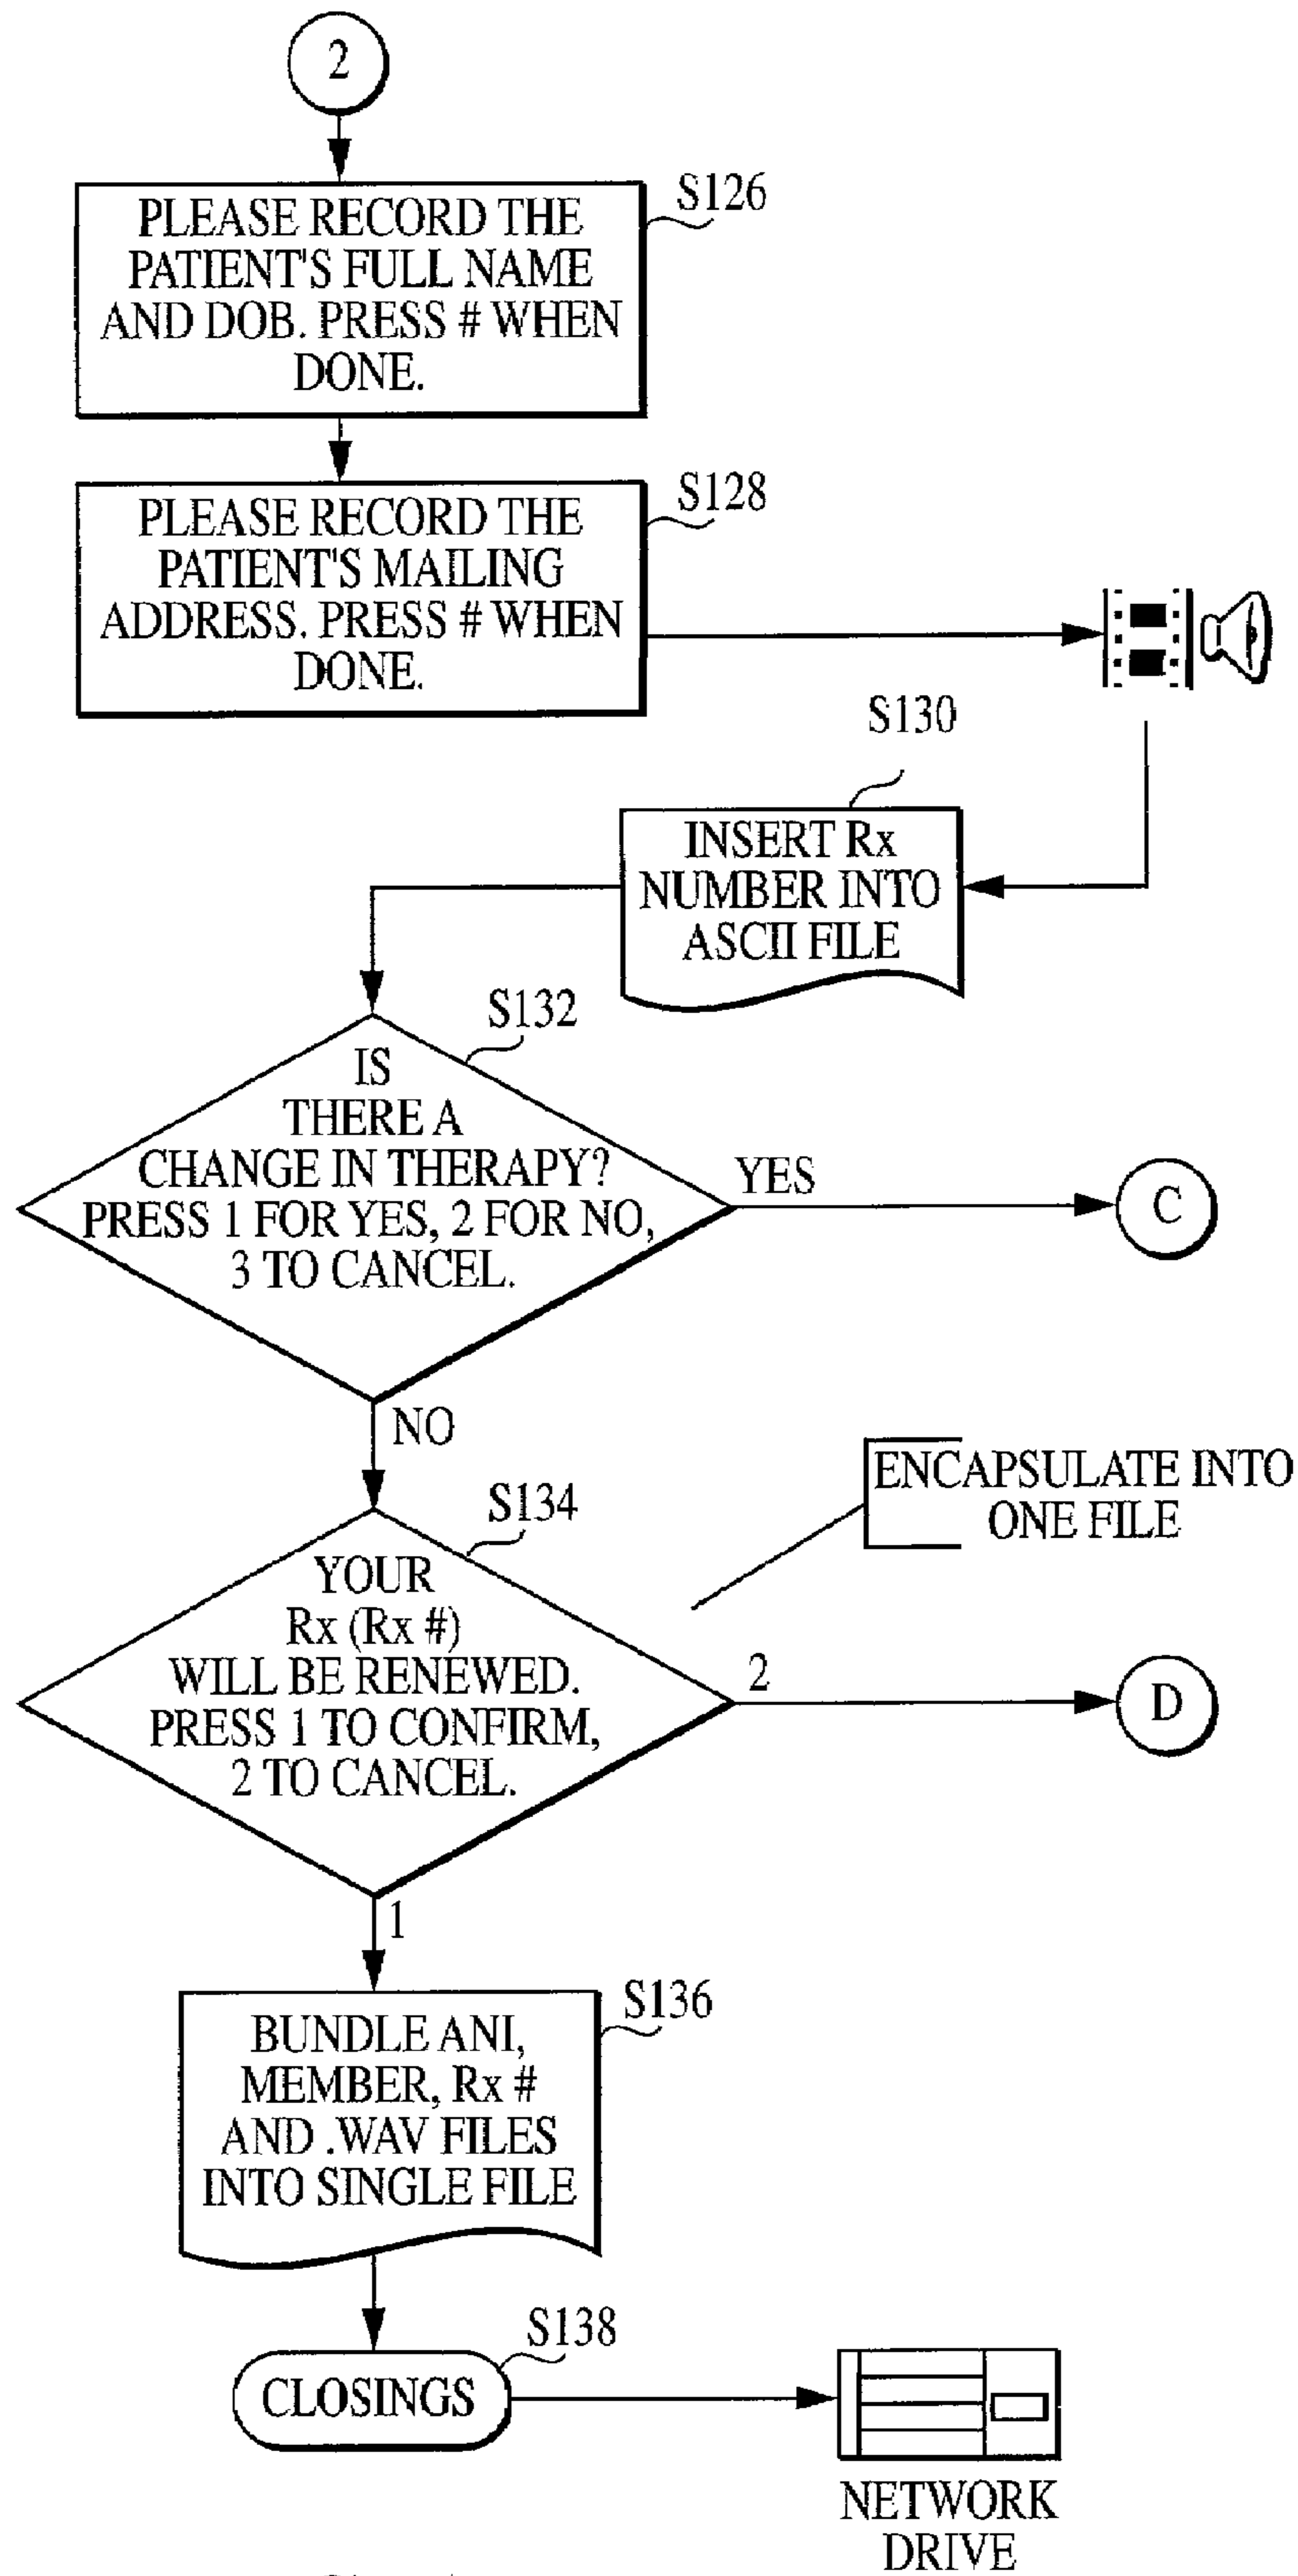 2
S126
PLEASE RECORD THE
PATIENT'S FULL NAME
AND DOB. PRESS # WHEN
DONE.
S128
PLEASE RECORD THE
PATIENT'S MAILING
ADDRESS. PRESS # WHEN
DONE.
S130
INSERT Rx
NUMBER INTO
ASCII FILE
S132
IS
THERE A
CHANGE IN THERAPY?
PRESS 1 FOR YES, 2 FOR NO,
3 TO CANCEL.
YES
C
NO
ENCAPSULATE INTO
ONE FILE
S134
YOUR
Rx (Rx #)
WILL BE RENEWED.
PRESS 1 TO CONFIRM,
2 TO CANCEL.
2
D
1
S136
BUNDLE ANI,
MEMBER, Rx #
AND .WAV FILES
INTO SINGLE FILE
S138
CLOSINGS
NETWORK
DRIVE